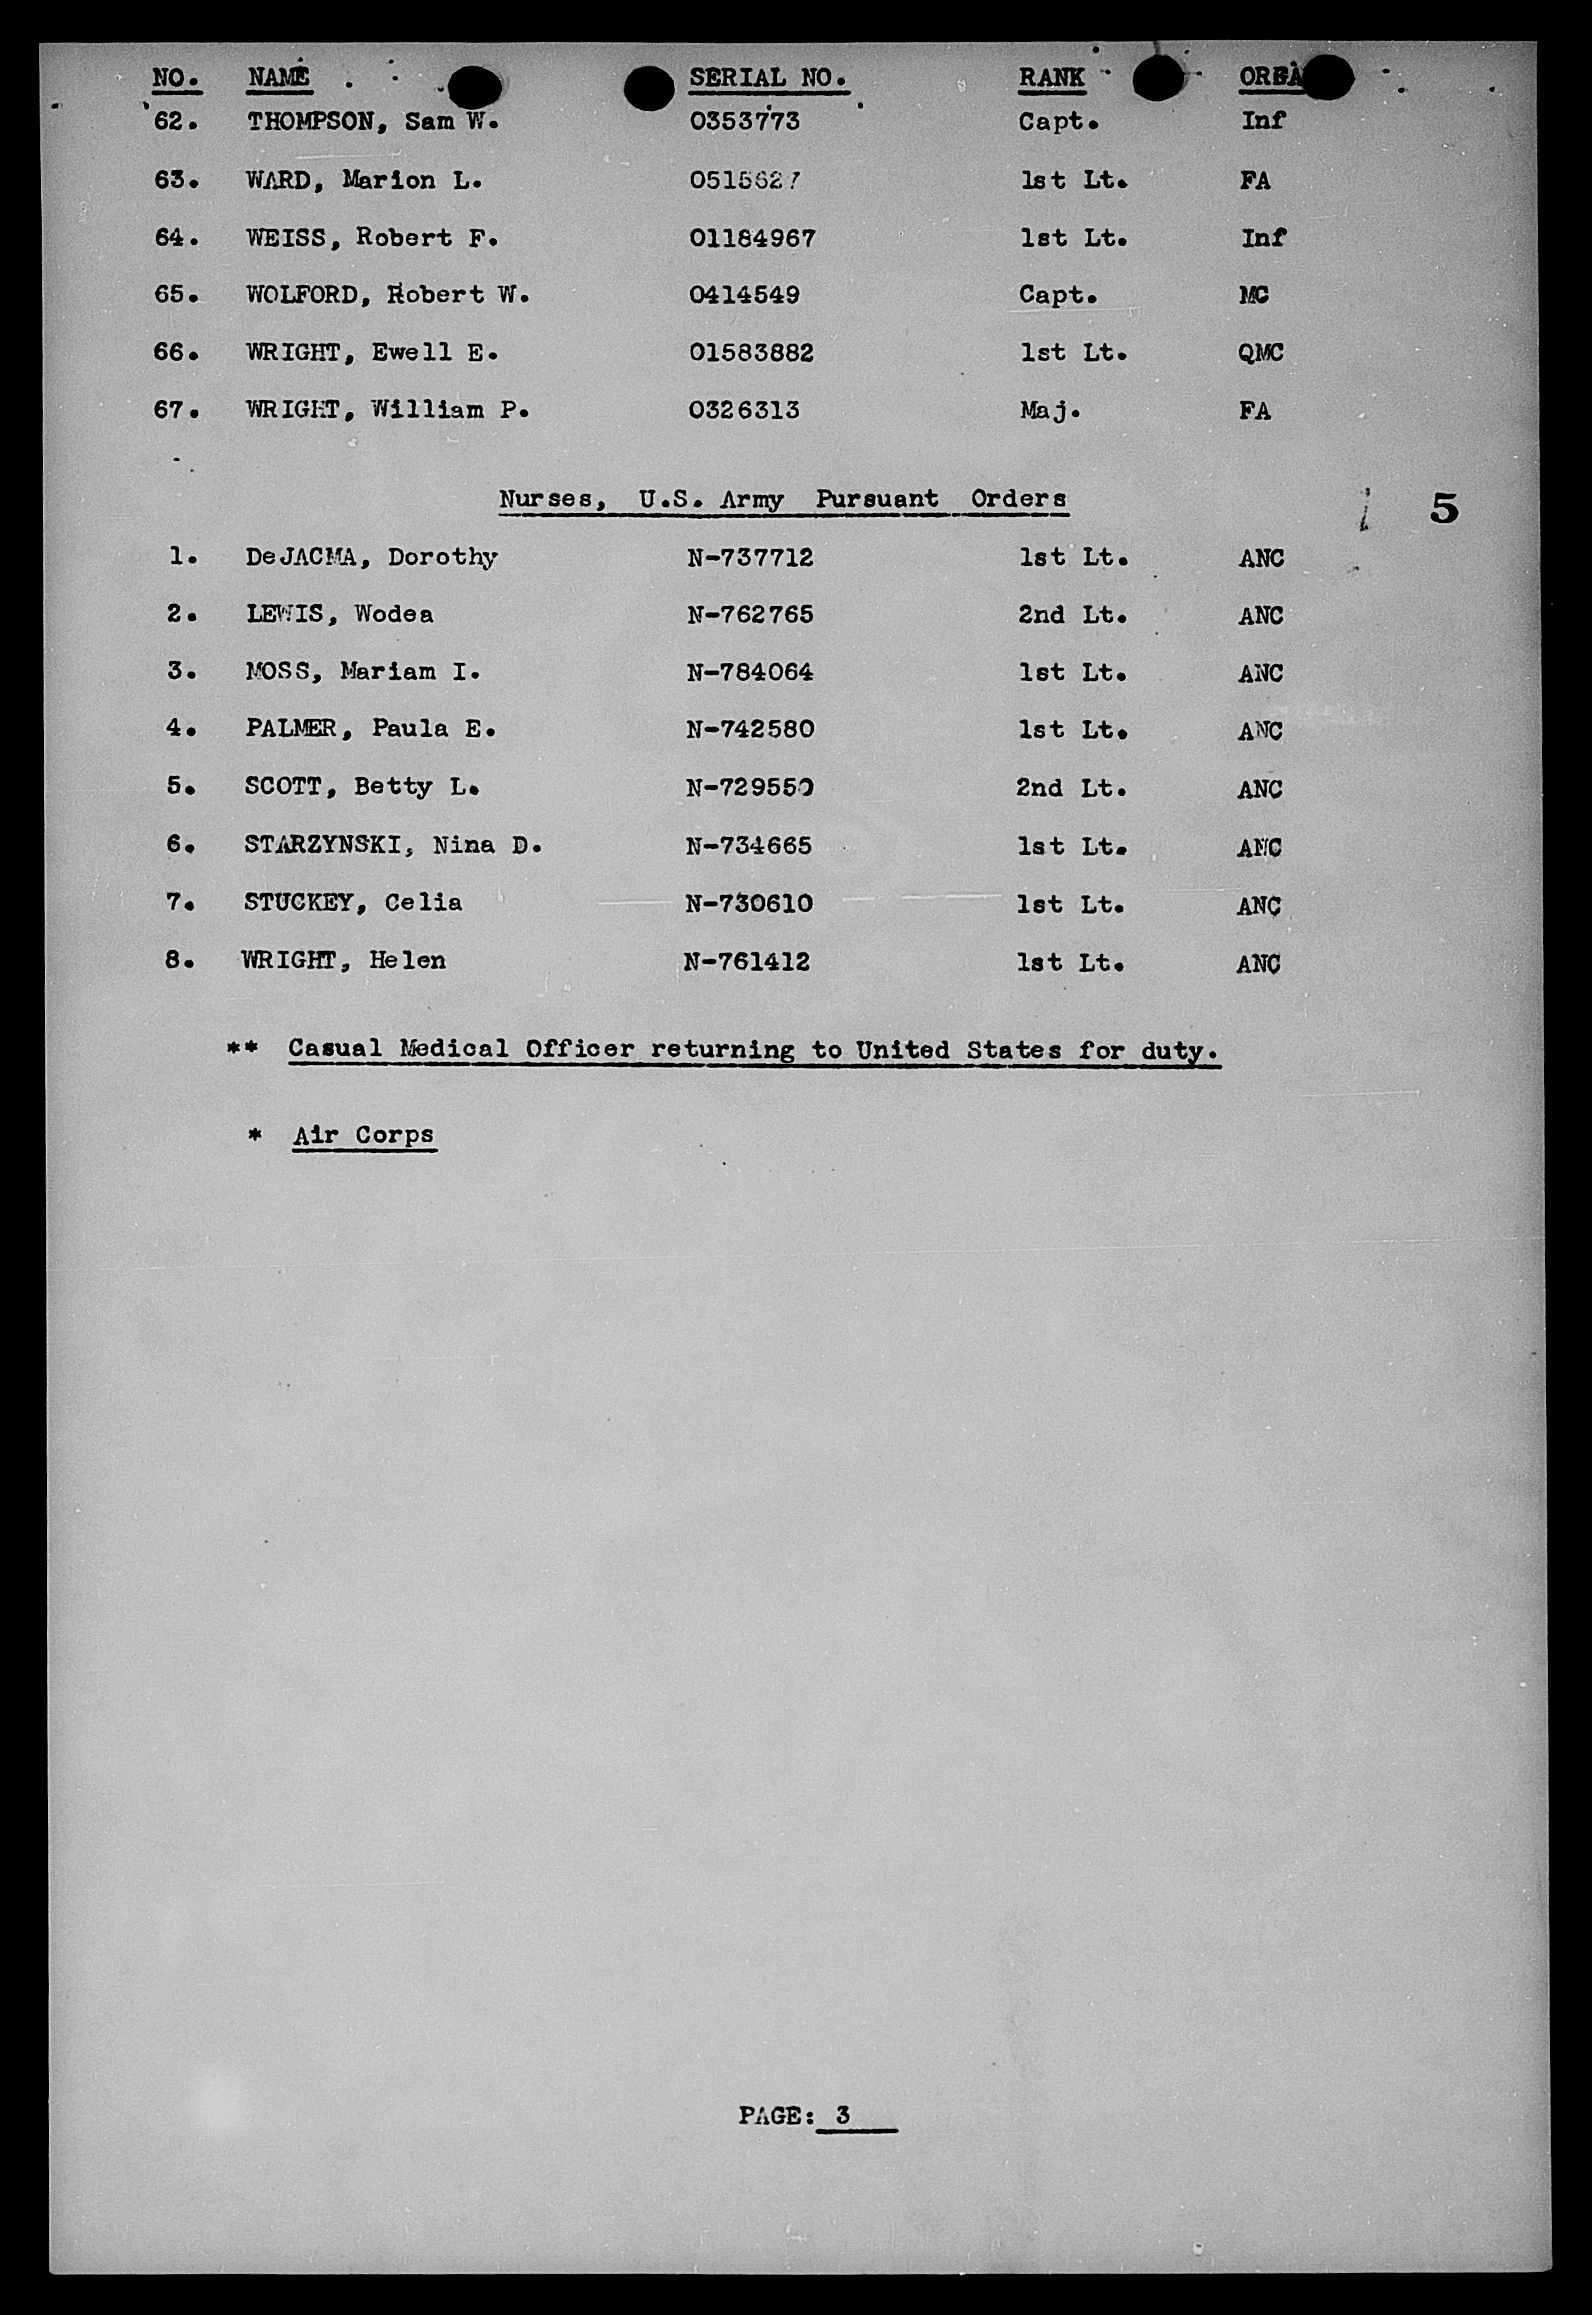 NO. NAME SERIAL NO. RANK ORGA
62. THOMPSON, Sam W. 0353773 Capt. Inf
63. WARD, Marion L. 0515627 1st Lt. FA
64. WEISS, Robert F. 01184967 1st Lt. Inf
65. WOLFORD, Robert W. 0414549 Capt. MC
66. WRIGHT, Ewell E. 01583882 1st Lt. QMC
67. WRIGHT, William P. 0326313 Maj. FA
Nurses, U.S. Army Pursuant Orders 5
1. DeJACMA, Dorothy N-737712 1st Lt. ANC
2. LEWIS, Wodea N-762765 2nd Lt. ANC
3. MOSS, Mariam I. N-784064 1st Lt. ANC
4. PALMER, Paula E. N-742580 1st Lt. ANC
5. SCOTT, Betty L. N-729550 2nd Lt. ANC
6. STARZYNSKI, Nina D. N-734665 1st Lt. ANC
7. STUCKEY, Celia N-730610 1st Lt. ANC
8. WRIGHT, Helen N-761412 1st Lt. ANC
** Casual Medical Officer returning to United States for duty.
* Air Corps
PAGE: 3